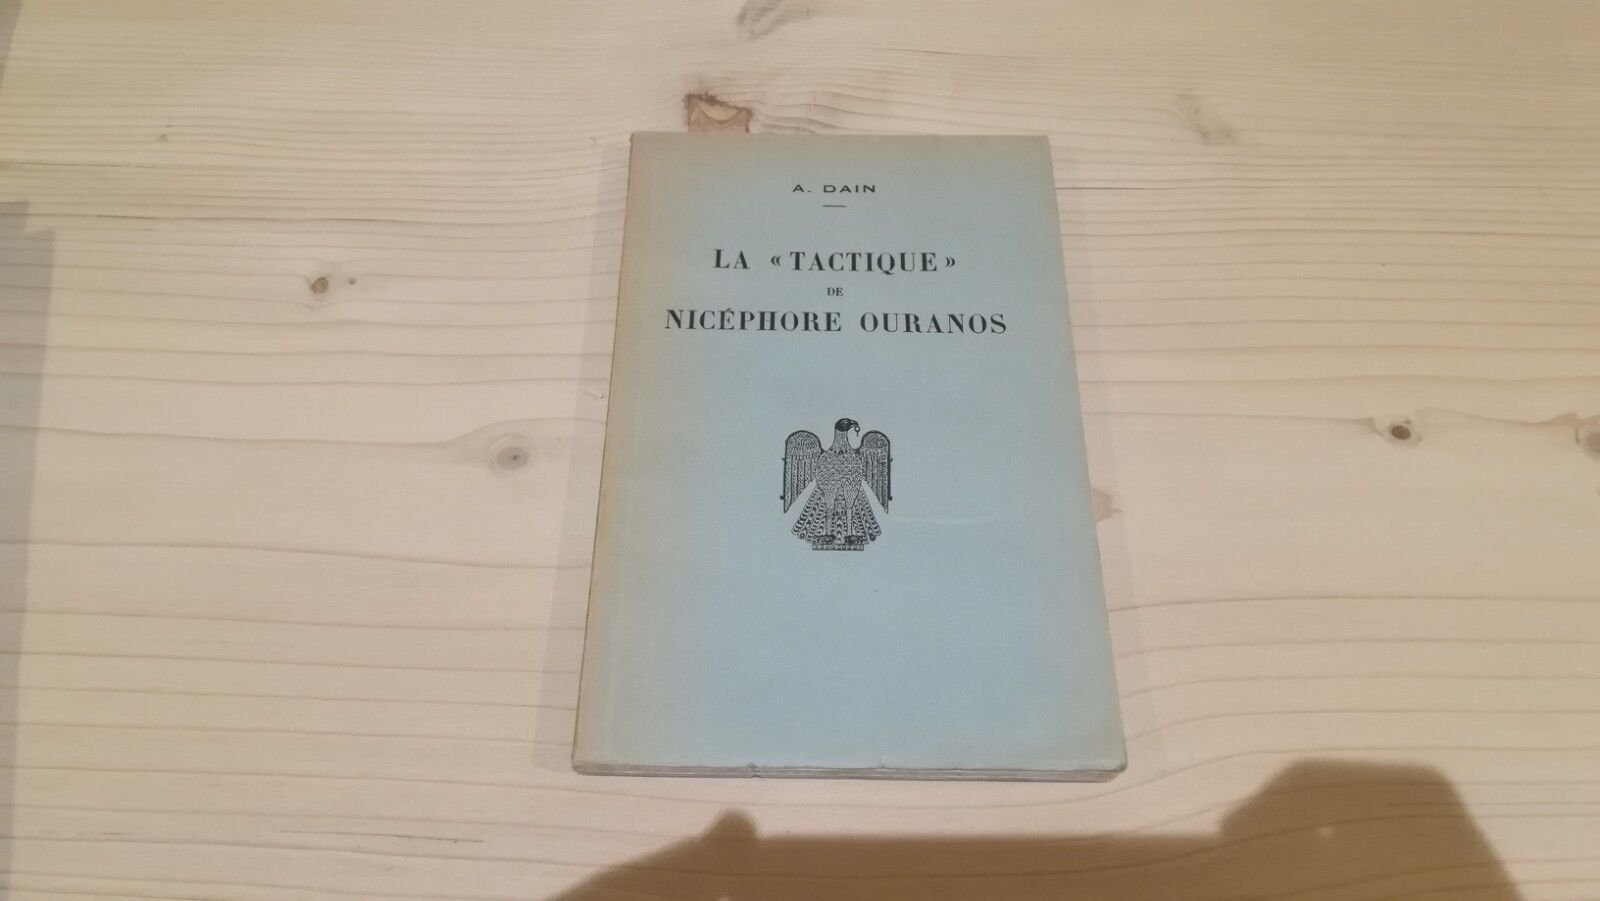 A. DAIN
LA « TACTIQUE »
DE
NICÉPHORE OURANOS